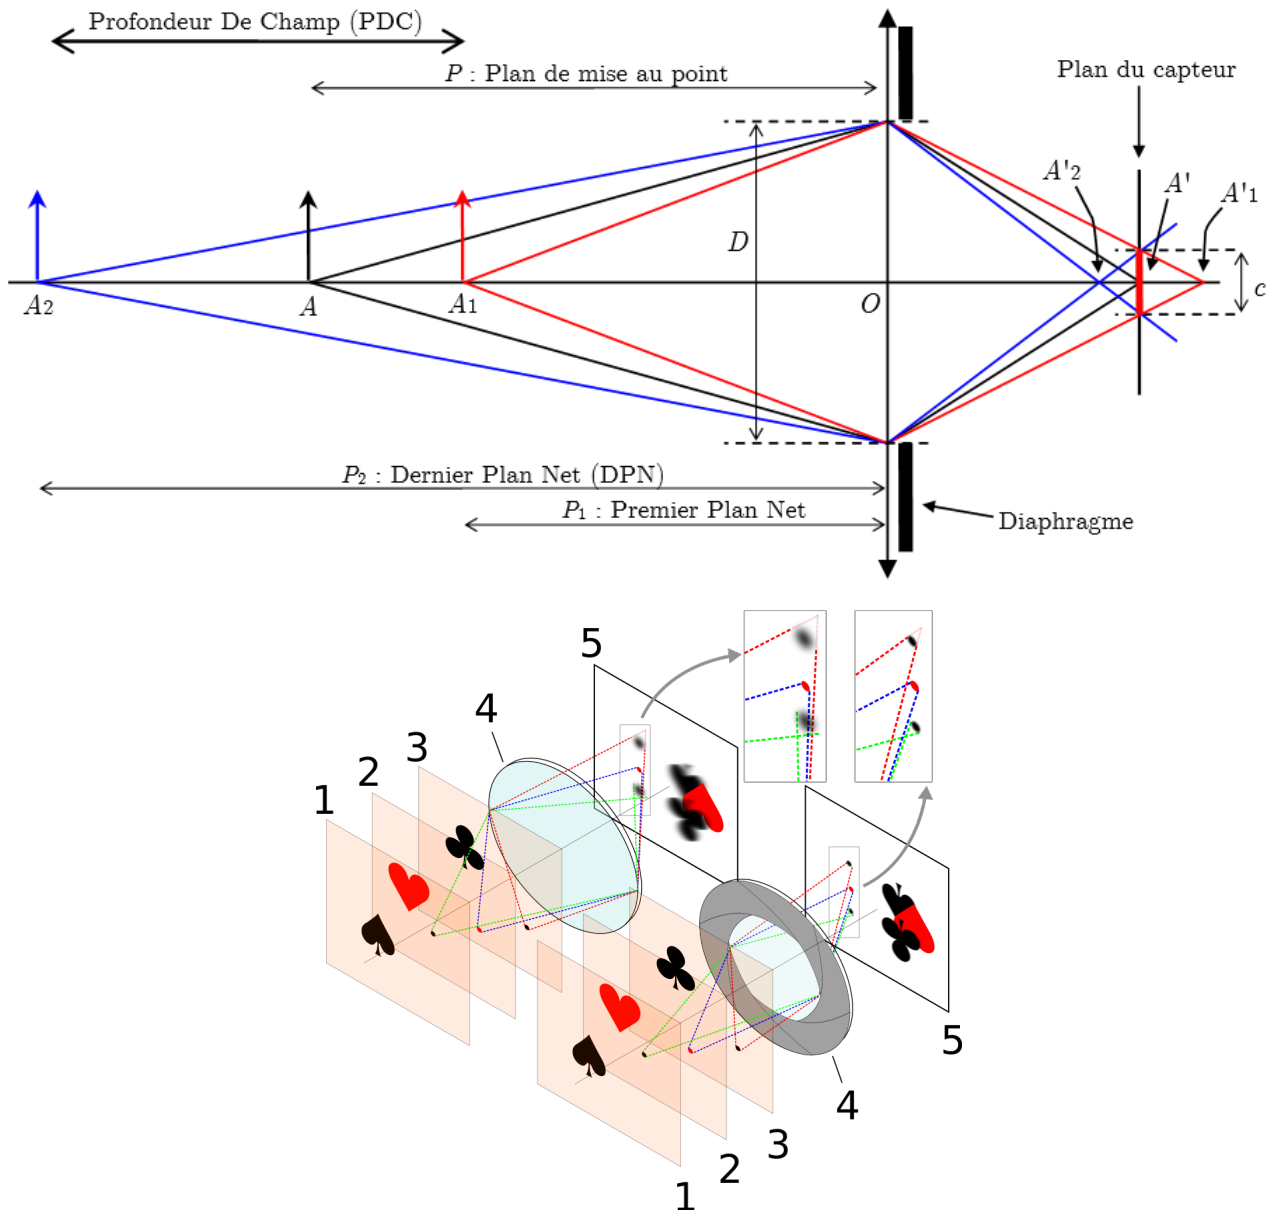 Profondeur De Champ (PDC)
P : Plan de mise au point
Plan du capteur
A'2
A'
A'1
D
c
A2
A
A1
O
P2 : Dernier Plan Net (DPN)
P1 : Premier Plan Net
Diaphragme
5
4
3
2
1
5
4
3
2
1